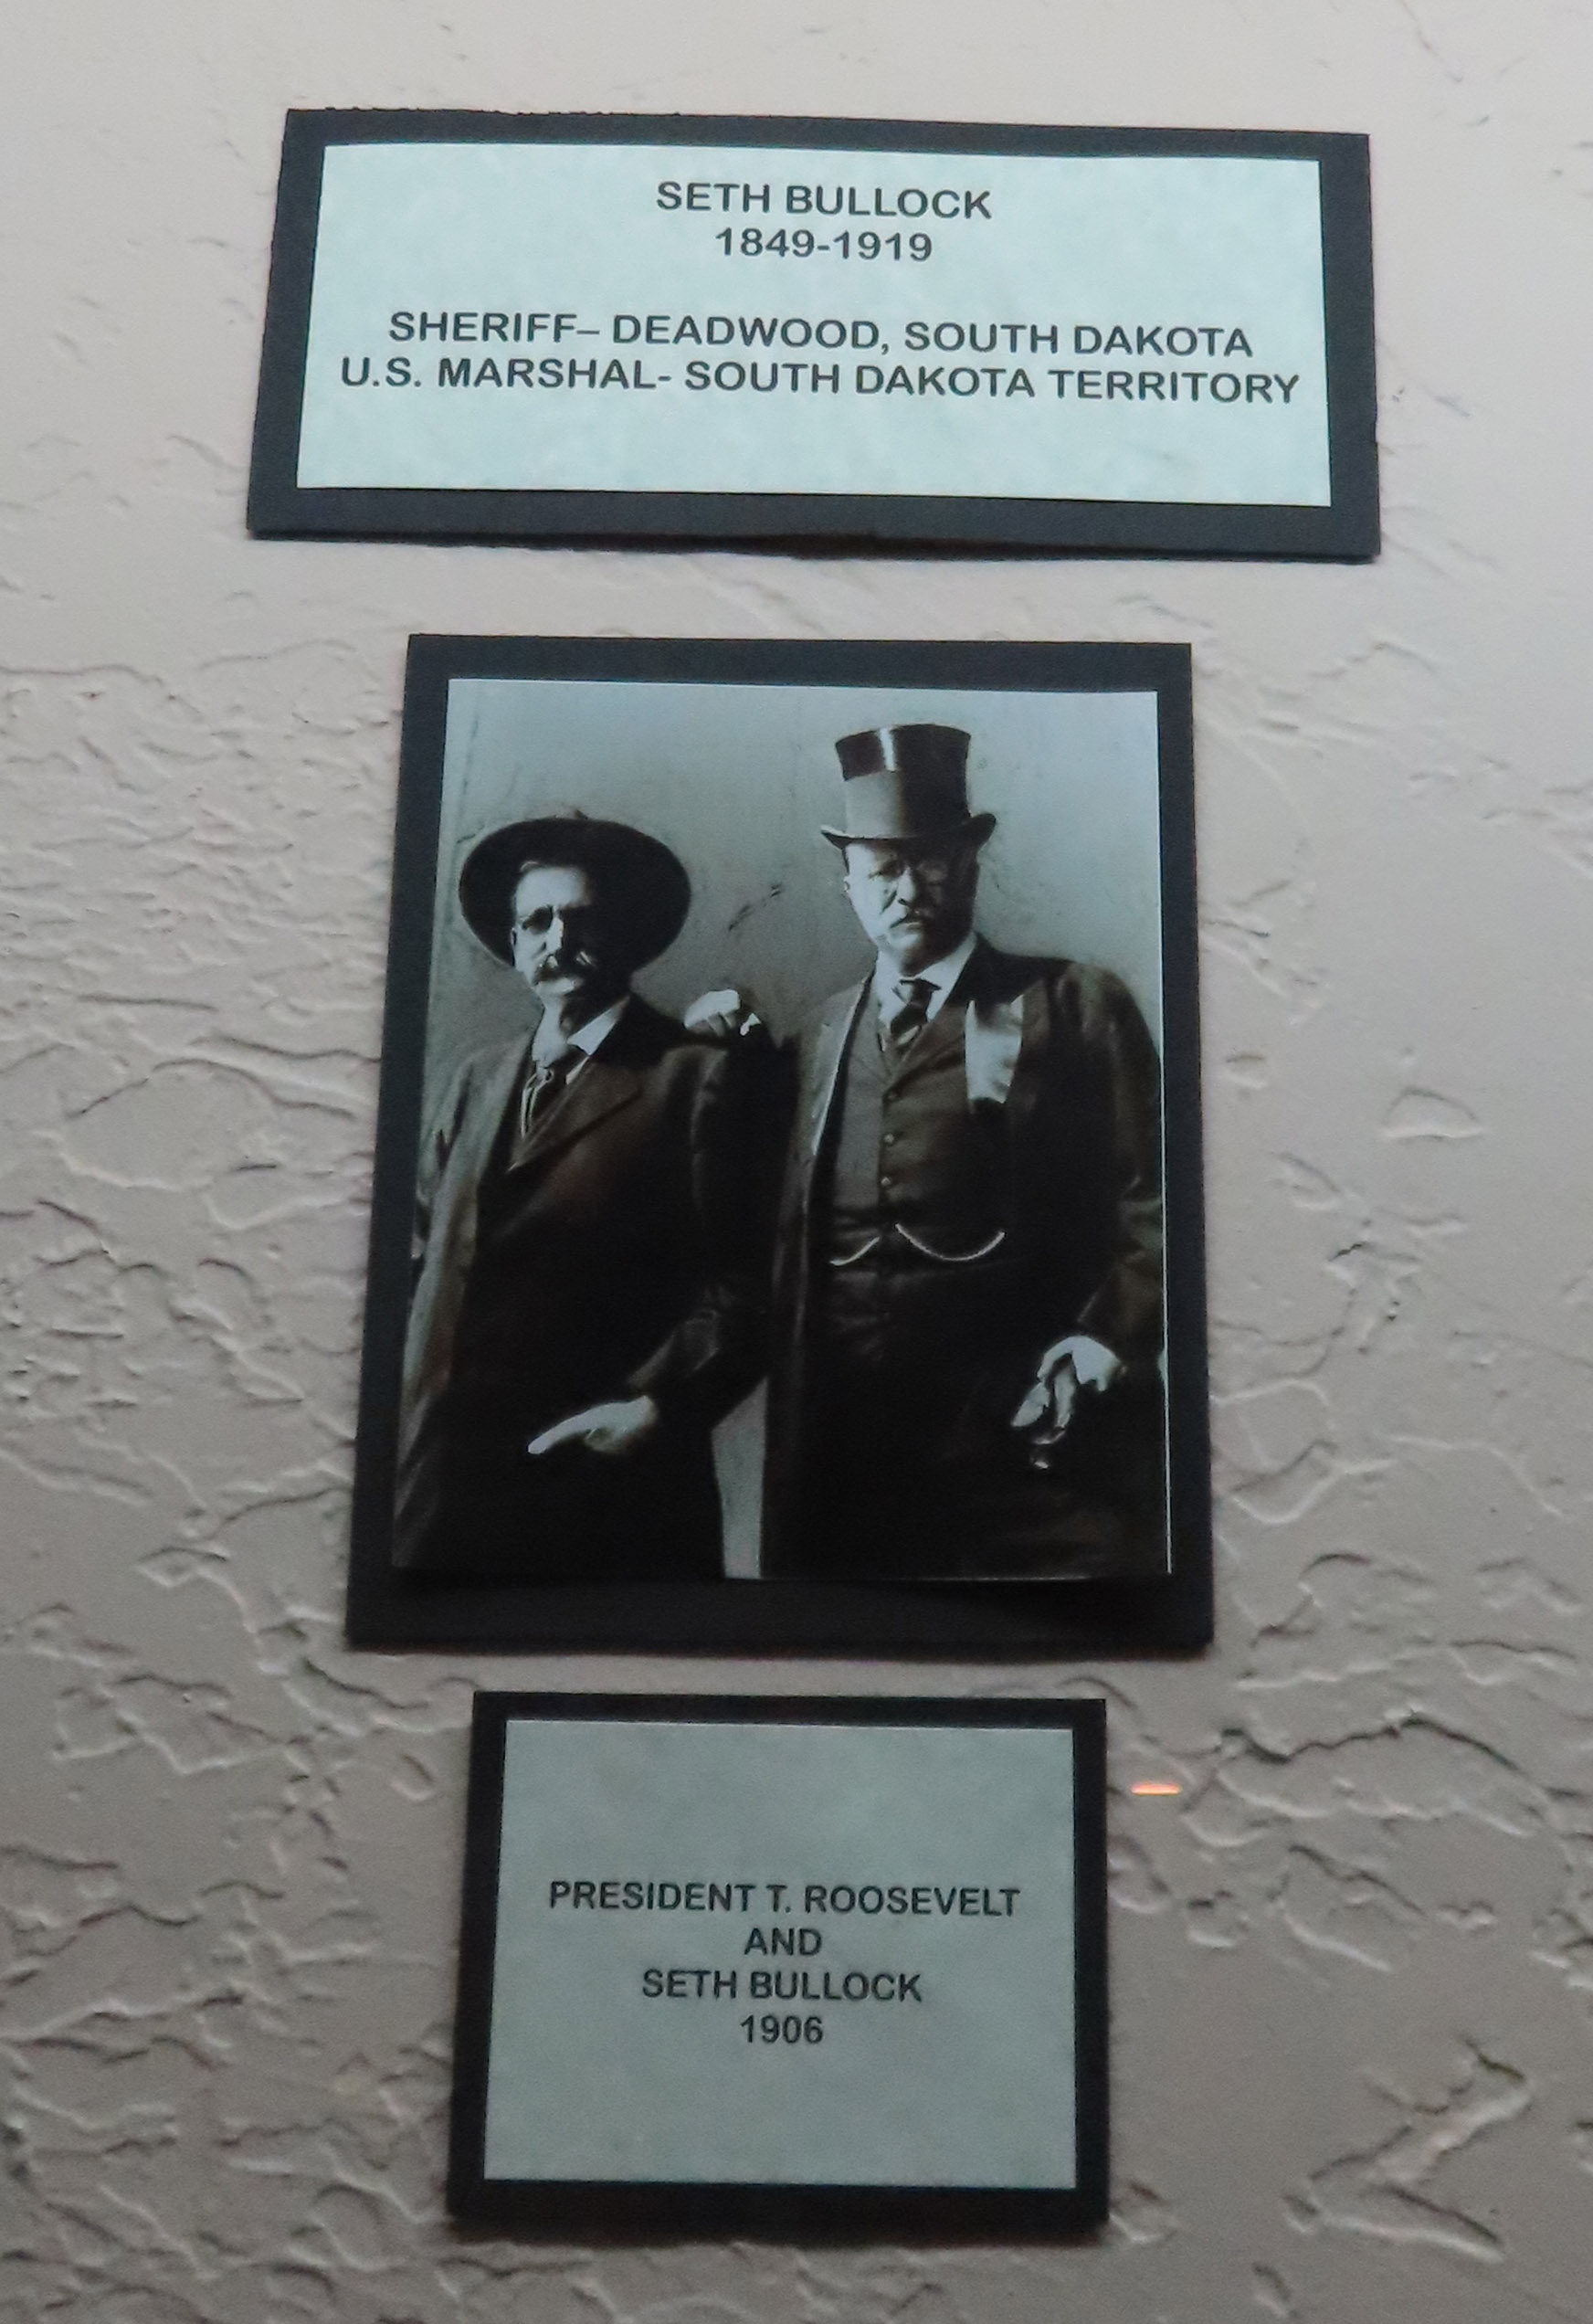 SETH BULLOCK
1849-1919
SHERIFF– DEADWOOD, SOUTH DAKOTA
U.S. MARSHAL- SOUTH DAKOTA TERRITORY
PRESIDENT T. ROOSEVELT
AND
SETH BULLOCK
1906